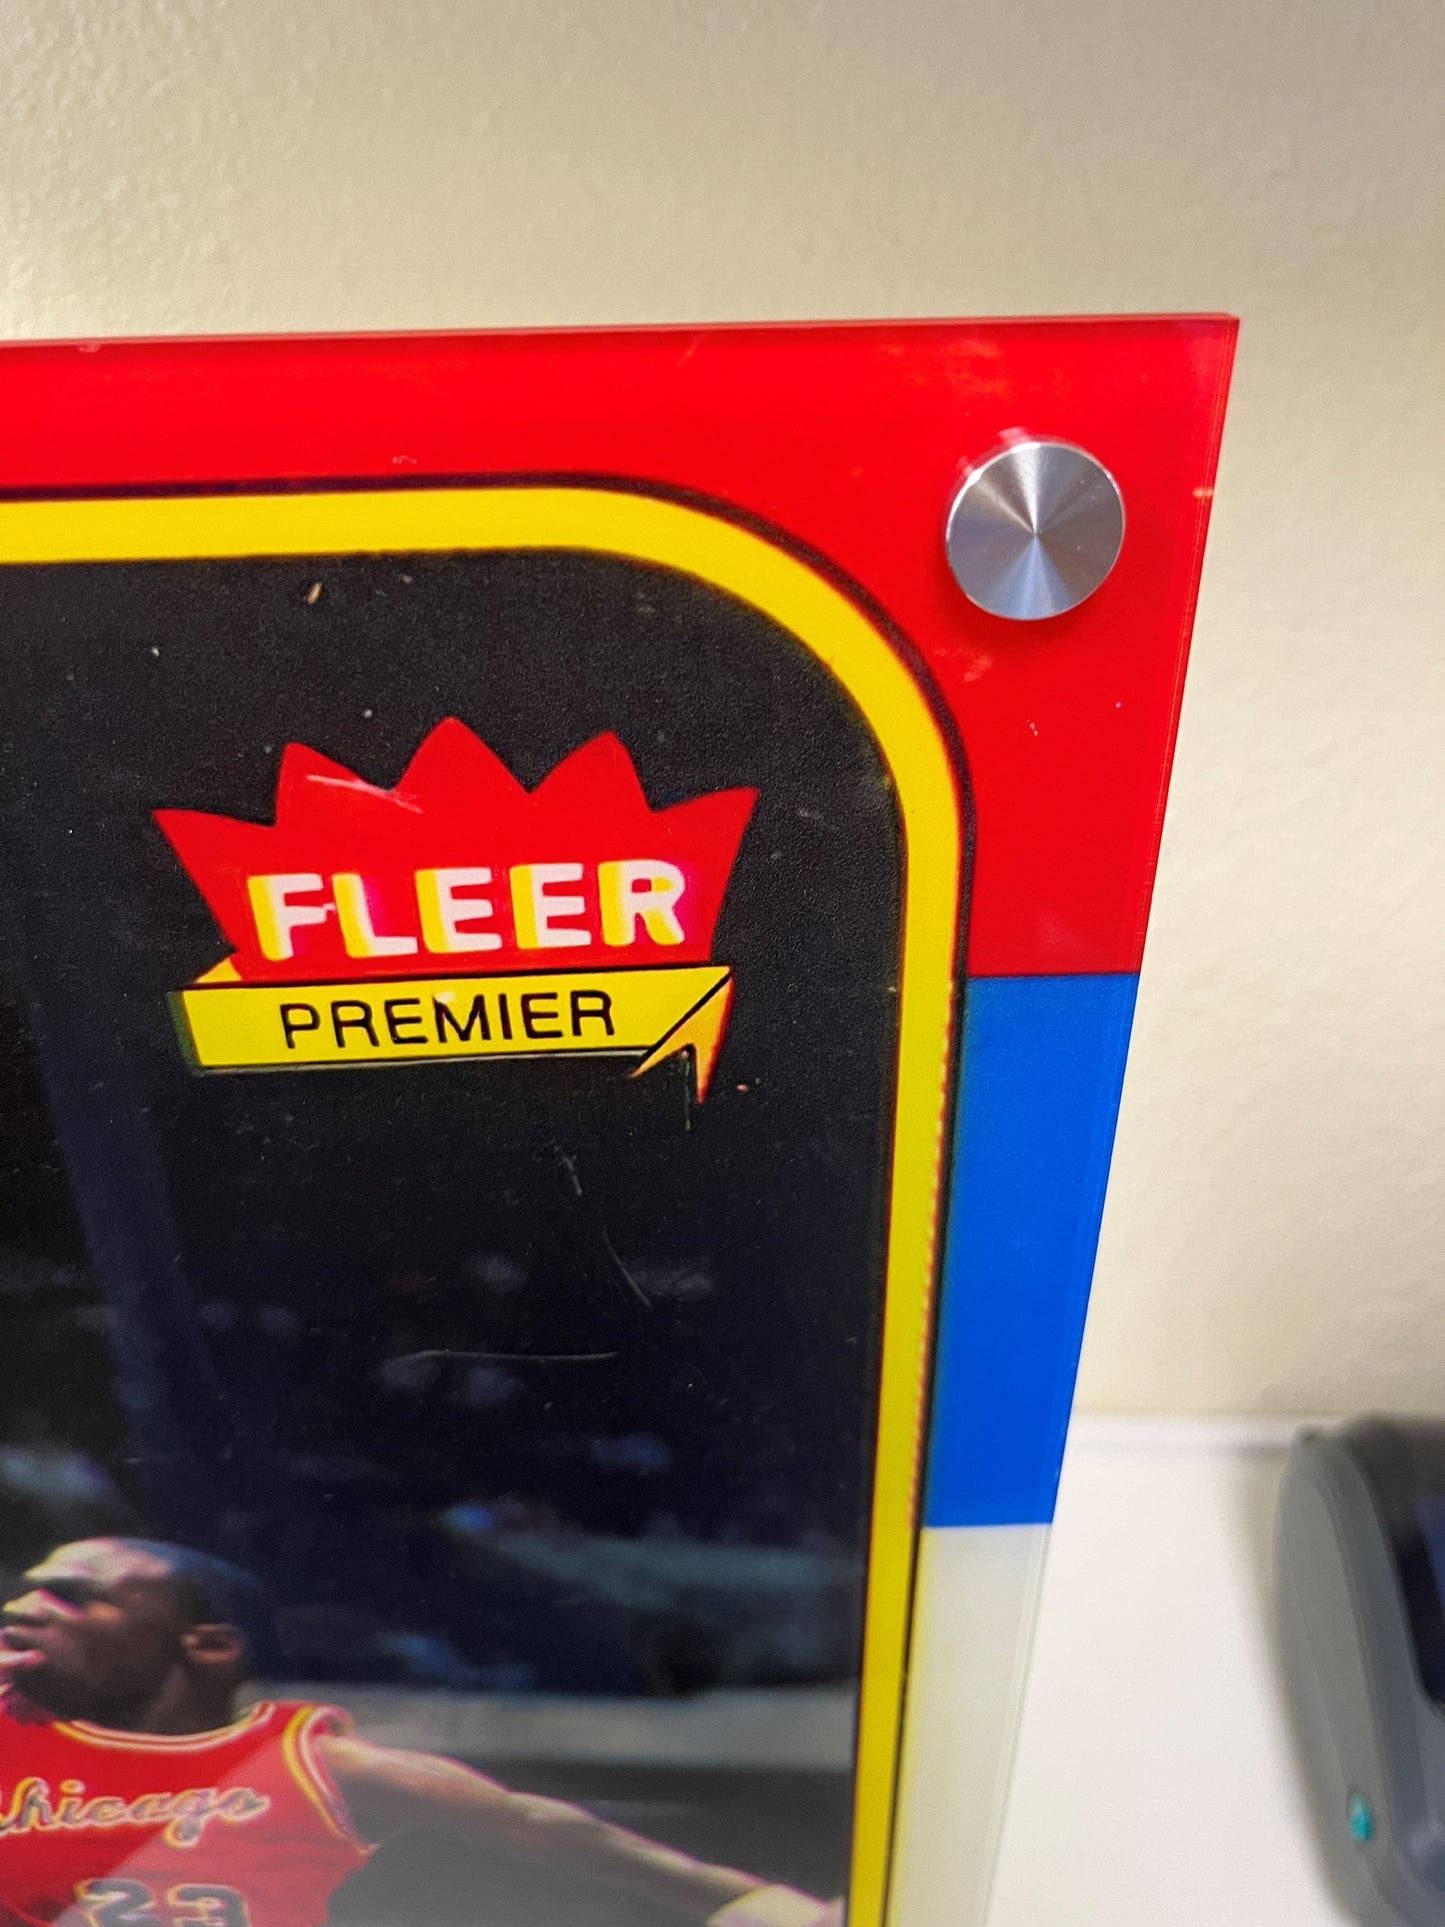 FLEER
PREMIER
Chicago
23